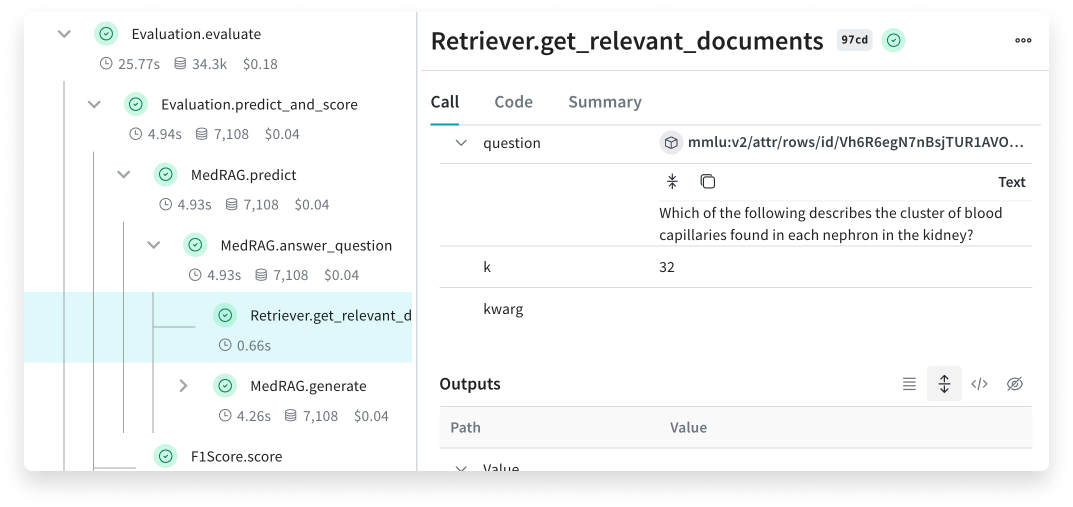 Evaluation.evaluate
25.77s 34.3k $0.18
Evaluation.predict_and_score
4.94s 7,108 $0.04
MedRAG.predict
4.93s 7,108 $0.04
MedRAG.answer_question
4.93s 7,108 $0.04
Retriever.get_relevant_d
0.66s
MedRAG.generate
4.26s 7,108 $0.04
F1Score.score
Retriever.get_relevant_documents 97cd
Call Code Summary
question mmlu:v2/attr/rows/id/Vh6R6egN7nBsjTUR1AVO...
Text
Which of the following describes the cluster of blood
capillaries found in each nephron in the kidney?
k 32
kwarg
Outputs
Path Value
Value